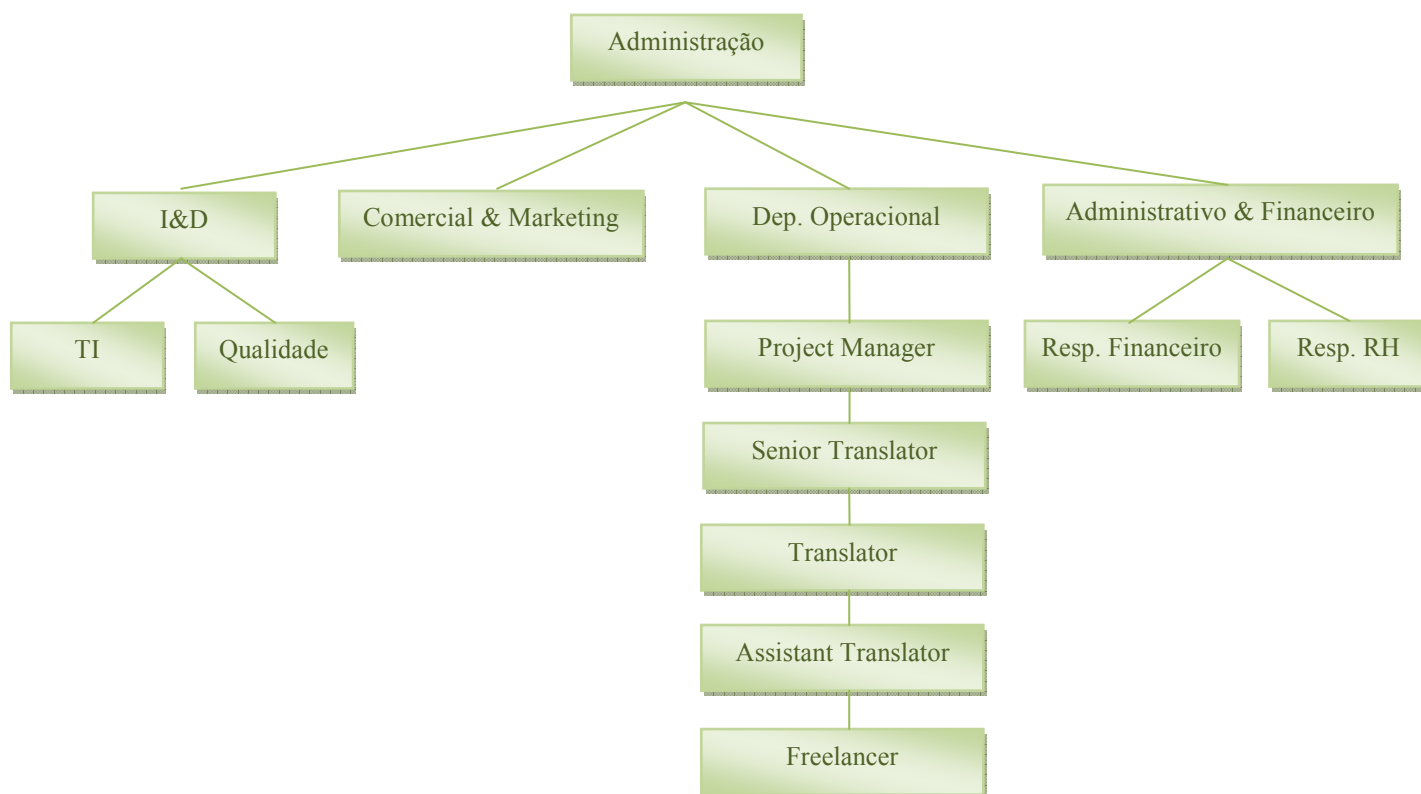 Administração
I&D
Comercial & Marketing
Dep. Operacional
Administrativo & Financeiro
TI
Qualidade
Project Manager
Resp. Financeiro
Resp. RH
Senior Translator
Translator
Assistant Translator
Freelancer